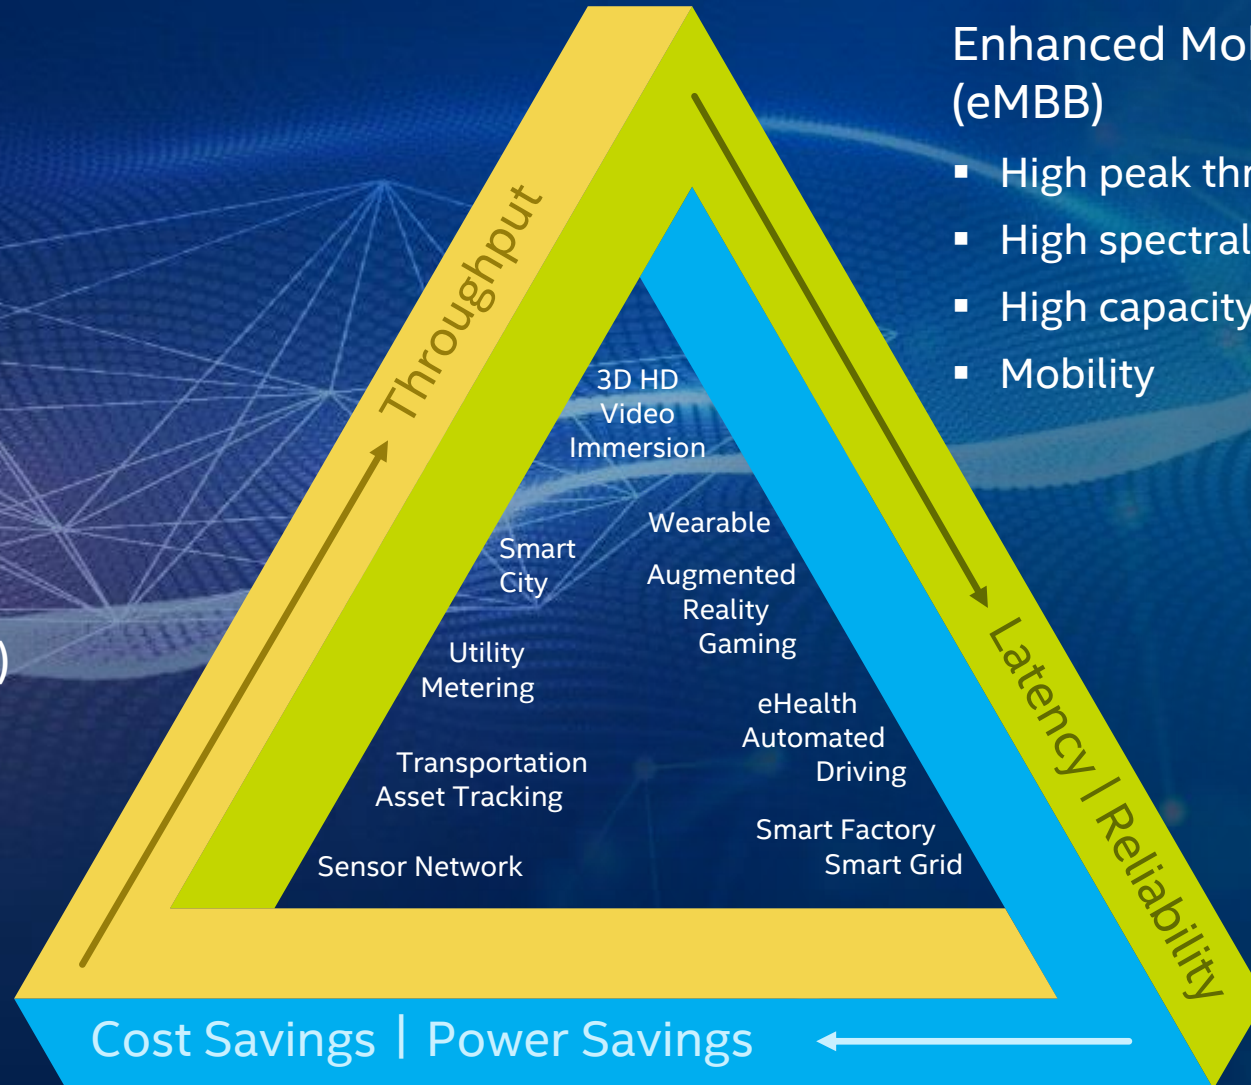 Enhanced Mol
(eMBB)
▪ High peak thr
▪ High spectral
▪ High capacity
▪ Mobility
Throughput
3D HD
Video
Immersion
Wearable
Smart
City
Augmented
Reality
Gaming
Utility
Metering
)
eHealth
Automated
Driving
Transportation
Asset Tracking
Smart Factory
Smart Grid
Sensor Network
Latency | Reliability
Cost Savings | Power Savings